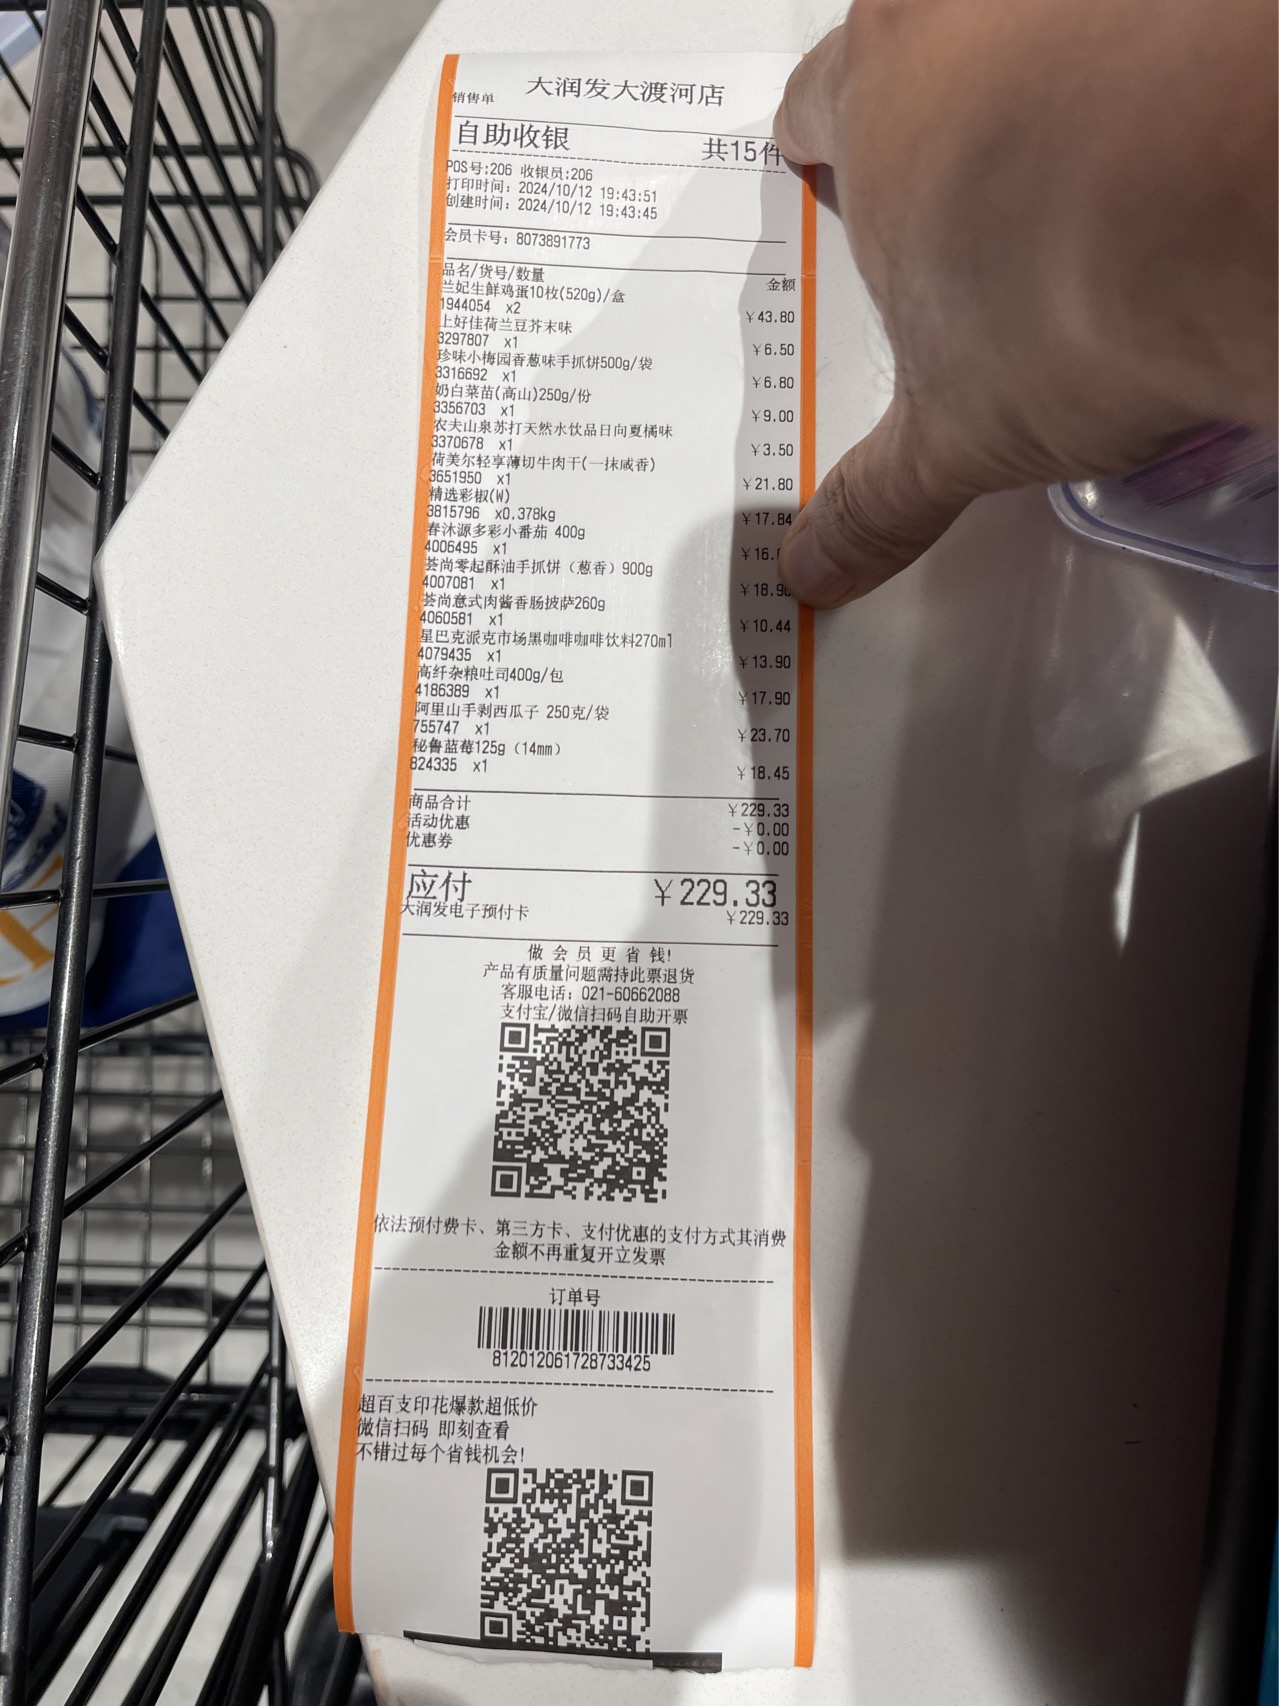 大润发大渡河店
销售单
自助收银 共15件
POS号:206 收银员:206
打印时间: 2024/10/12 19:43:51
创建时间: 2024/10/12 19:43:45
会员卡号: 8073891773
品名/货号/数量 金额
兰妃生鲜鸡蛋10枚(520g)/盒
1944054 x2 ¥43.80
上好佳荷兰豆芥末味
3297807 x1 ¥6.50
珍味小梅园香葱味手抓饼500g/袋
3316692 x1 ¥6.80
奶白菜苗(高山)250g/份
3356703 x1 ¥9.00
农夫山泉苏打天然水饮品日向夏橘味
3370678 x1 ¥3.50
荷美尔轻享薄切牛肉干(一抹咸香)
3651950 x1 ¥21.80
精选彩椒(W)
3815796 x0.378kg ¥17.84
春沐源多彩小番茄 400g
4006495 x1 ¥16.
荟尚零起酥油手抓饼（葱香）900g
4007081 x1 ¥18.90
荟尚意式肉酱香肠披萨260g
4060581 x1 ¥10.44
星巴克派克市场黑咖啡咖啡饮料270ml
4079435 x1 ¥13.90
高纤杂粮吐司400g/包
4186389 x1 ¥17.90
阿里山手剥西瓜子 250克/袋
755747 x1 ¥23.70
秘鲁蓝莓125g（14mm）
824335 x1 ¥18.45
商品合计 ¥229.33
活动优惠 -¥0.00
优惠券 -¥0.00
应付 ¥229.33
大润发电子预付卡 ¥229.33
做 会 员 更 省 钱!
产品有质量问题需持此票退货
客服电话: 021-60662088
支付宝/微信扫码自助开票
依法预付费卡、第三方卡、支付优惠的支付方式其消费
金额不再重复开立发票
订单号
812012061728733425
超百支印花爆款超低价
微信扫码 即刻查看
不错过每个省钱机会!